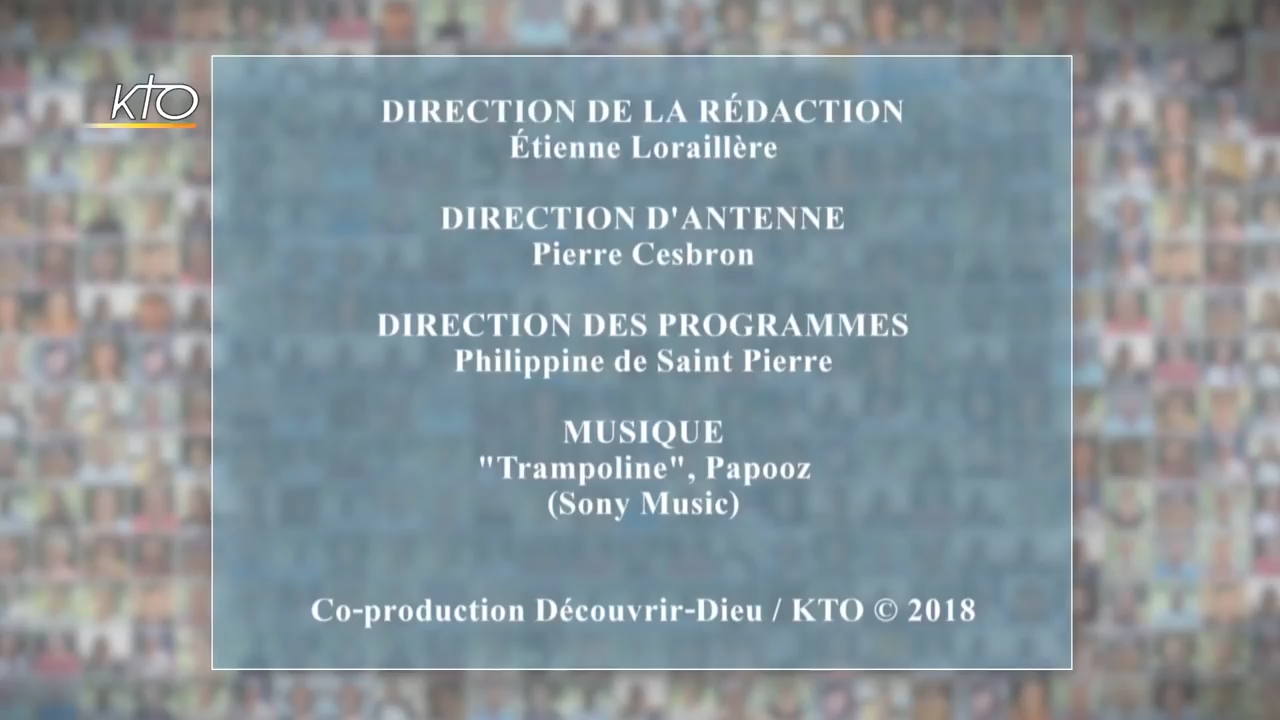 KTO
DIRECTION DE LA RÉDACTION
Étienne Loraillère
DIRECTION D'ANTENNE
Pierre Cesbron
DIRECTION DES PROGRAMMES
Philippine de Saint Pierre
MUSIQUE
"Trampoline", Papooz
(Sony Music)
Co-production Découvrir-Dieu / KTO © 2018